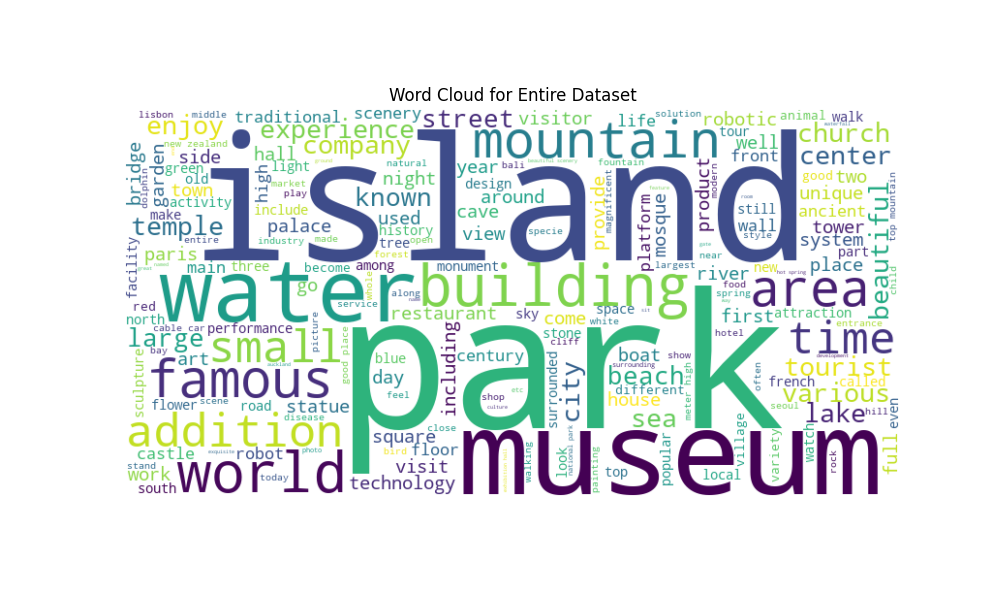 Word Cloud for Entire Dataset
lisbon middle traditional scenery street visitor life solution robotic animal walk
enjoy experience company mountain tour well church
new zealand side hall light natural night year bali beautiful scenery fountain front center
bridge dolphin garden green old town activity high island known design around magnificent product modern good two
temple make include market play palace used cave specie provide mosque platform still wall style unique ancient
entire industry made history tree open view tower system part
facility paris main three become among monument largest near river new place
great go forest whole water building food spring hot spring area beautiful top mountain child
red service along restaurant sky space white first attraction
north cable car performance picture come stone hotel entrance
large bay art small good place park century cliff boat show time
sculpture famous blue day feel including shop culture surrounded city surrounding beach different meter high often french tourist called development
flower scene road statue house seoul various
addition disease square close sea lake hill even
castle robot floor bird look national park popular village variety watch rock full
stand work today photo visit walking painting top local
south world technology museum